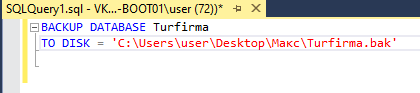 SQLQuery1.sql - VK...-BOOT01\user (72))*
BACKUP DATABASE Turfirma
TO DISK = 'C:\Users\user\Desktop\Макс\Turfirma.bak'